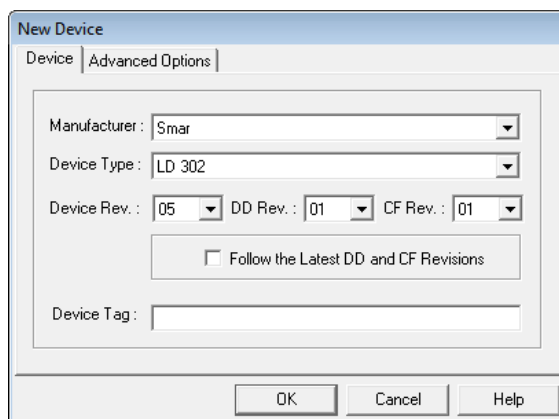 New Device
Device Advanced Options
Manufacturer : Smar
Device Type : LD 302
Device Rev. : 05 DD Rev. : 01 CF Rev. : 01
Follow the Latest DD and CF Revisions
Device Tag :
OK Cancel Help